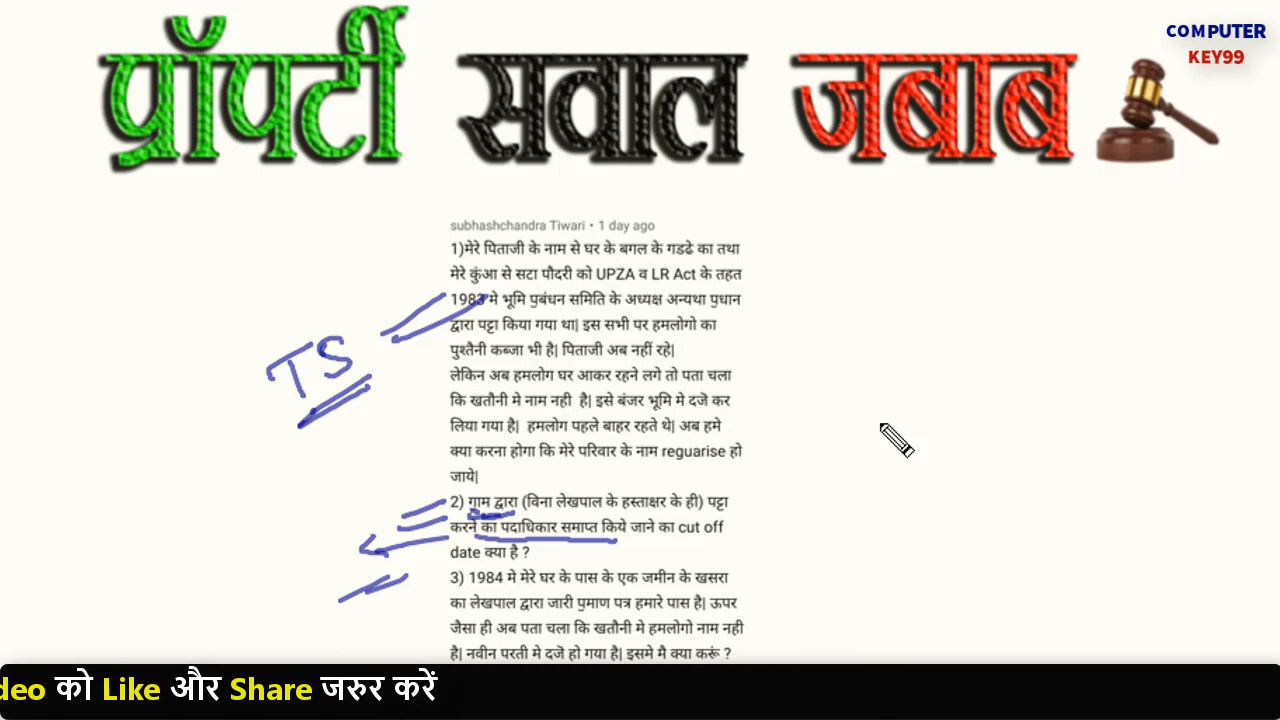 प्रॉपर्टी सवाल जबाब
COMPUTER
KEY99
subhashchandra Tiwari • 1 day ago
1)मेरे पिताजी के नाम से घर के बगल के गडढे का तथा
मेरे कुंआ से सटा पौदरी को UPZA व LR Act के तहत
1983 मे भूमि पुबंधन समिति के अध्यक्ष अन्यथा पुधान
द्वारा पट्टा किया गया था| इस सभी पर हमलोगो का
पुश्तैनी कब्जा भी है| पिताजी अब नहीं रहे|
लेकिन अब हमलोग घर आकर रहने लगे तो पता चला
कि खतौनी मे नाम नही है| इसे बंजर भूमि मे दजॆ कर
लिया गया है| हमलोग पहले बाहर रहते थे| अब हमे
क्या करना होगा कि मेरे परिवार के नाम reguarise हो
जाये|
2) गाम द्वारा (विना लेखपाल के हस्ताक्षर के ही) पट्टा
करने का पदाधिकार समाप्त किये जाने का cut off
date क्या है ?
3) 1984 मे मेरे घर के पास के एक जमीन के खसरा
का लेखपाल द्वारा जारी पुमाण पत्र हमारे पास है| ऊपर
जैसा ही अब पता चला कि खतौनी मे हमलोगो नाम नही
है| नवीन परती मे दजॆ हो गया है| इसमे मै क्या करूं ?
TS
deo को Like और Share जरुर करें